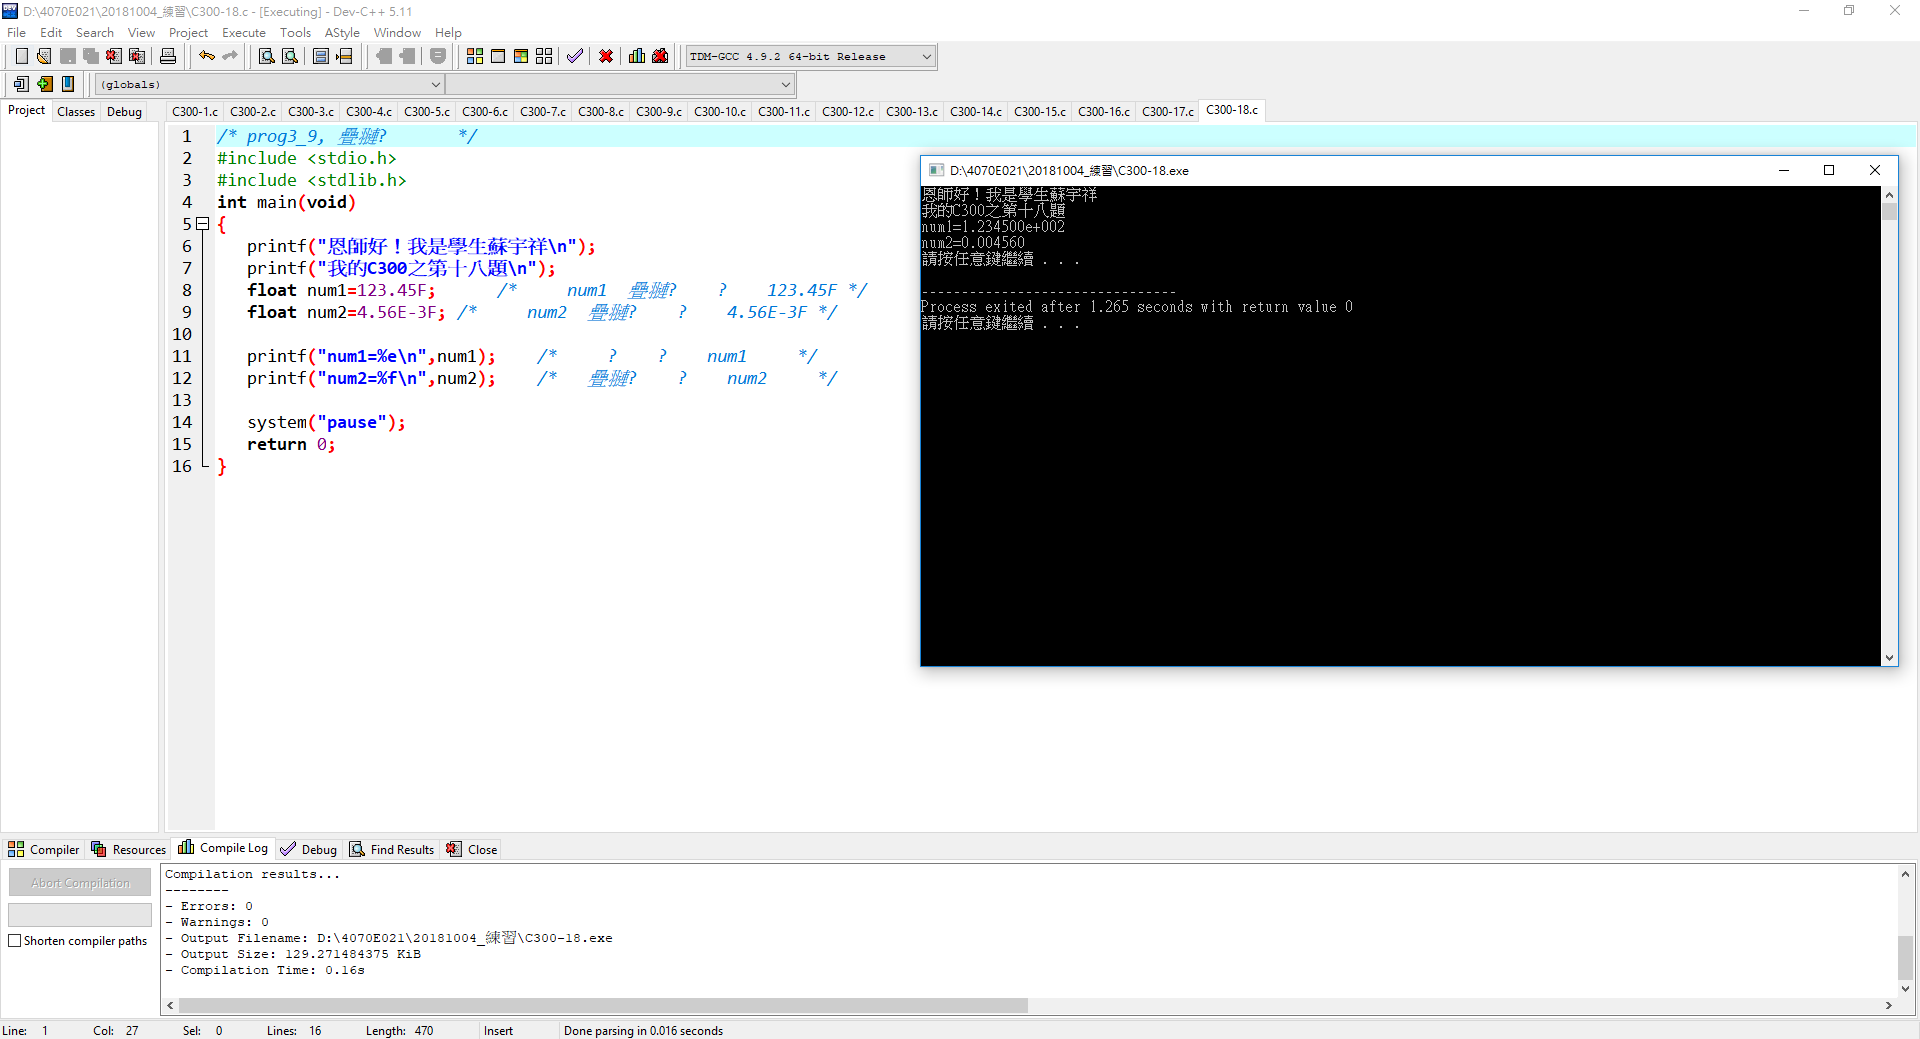 D:\4070E021\20181004_練習\C300-18.c - [Executing] - Dev-C++ 5.11
File Edit Search View Project Execute Tools AStyle Window Help
TDM-GCC 4.9.2 64-bit Release
(globals)
Project Classes Debug
C300-1.c C300-2.c C300-3.c C300-4.c C300-5.c C300-6.c C300-7.c C300-8.c C300-9.c C300-10.c C300-11.c C300-12.c C300-13.c C300-14.c C300-15.c C300-16.c C300-17.c C300-18.c
1 /* prog3_9, 疊翴? */
2 #include <stdio.h>
3 #include <stdlib.h>
4 int main(void)
5 {
6 printf("恩師好！我是學生蘇宇祥\n");
7 printf("我的C300之第十八題\n");
8 float num1=123.45F; /* num1 疊翴? ? 123.45F */
9 float num2=4.56E-3F; /* num2 疊翴? ? 4.56E-3F */
10
11 printf("num1=%e\n",num1); /* ? ? num1 */
12 printf("num2=%f\n",num2); /* 疊翴? ? num2 */
13
14 system("pause");
15 return 0;
16 }
D:\4070E021\20181004_練習\C300-18.exe
恩師好！我是學生蘇宇祥
我的C300之第十八題
num1=1.234500e+002
num2=0.004560
請按任意鍵繼續 . . .
--------------------------------
Process exited after 1.265 seconds with return value 0
請按任意鍵繼續 . . .
Compiler Resources Compile Log Debug Find Results Close
Abort Compilation
Shorten compiler paths
Compilation results...
--------
- Errors: 0
- Warnings: 0
- Output Filename: D:\4070E021\20181004_練習\C300-18.exe
- Output Size: 129.271484375 KiB
- Compilation Time: 0.16s
Line: 1 Col: 27 Sel: 0 Lines: 16 Length: 470 Insert Done parsing in 0.016 seconds